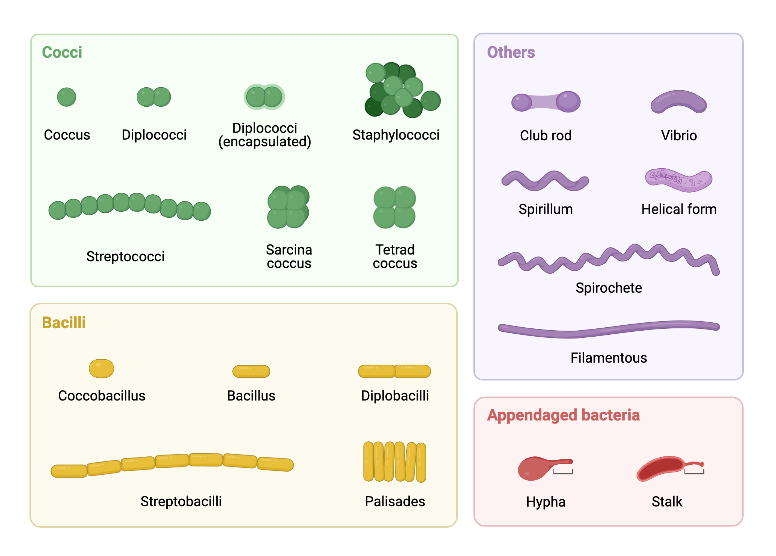 Cocci
Coccus
Diplococci
Diplococci
(encapsulated)
Staphylococci
Streptococci
Sarcina
coccus
Tetrad
coccus
Bacilli
Coccobacillus
Bacillus
Diplobacilli
Streptobacilli
Palisades
Others
Club rod
Vibrio
Spirillum
Helical form
Spirochete
Filamentous
Appendaged bacteria
Hypha
Stalk